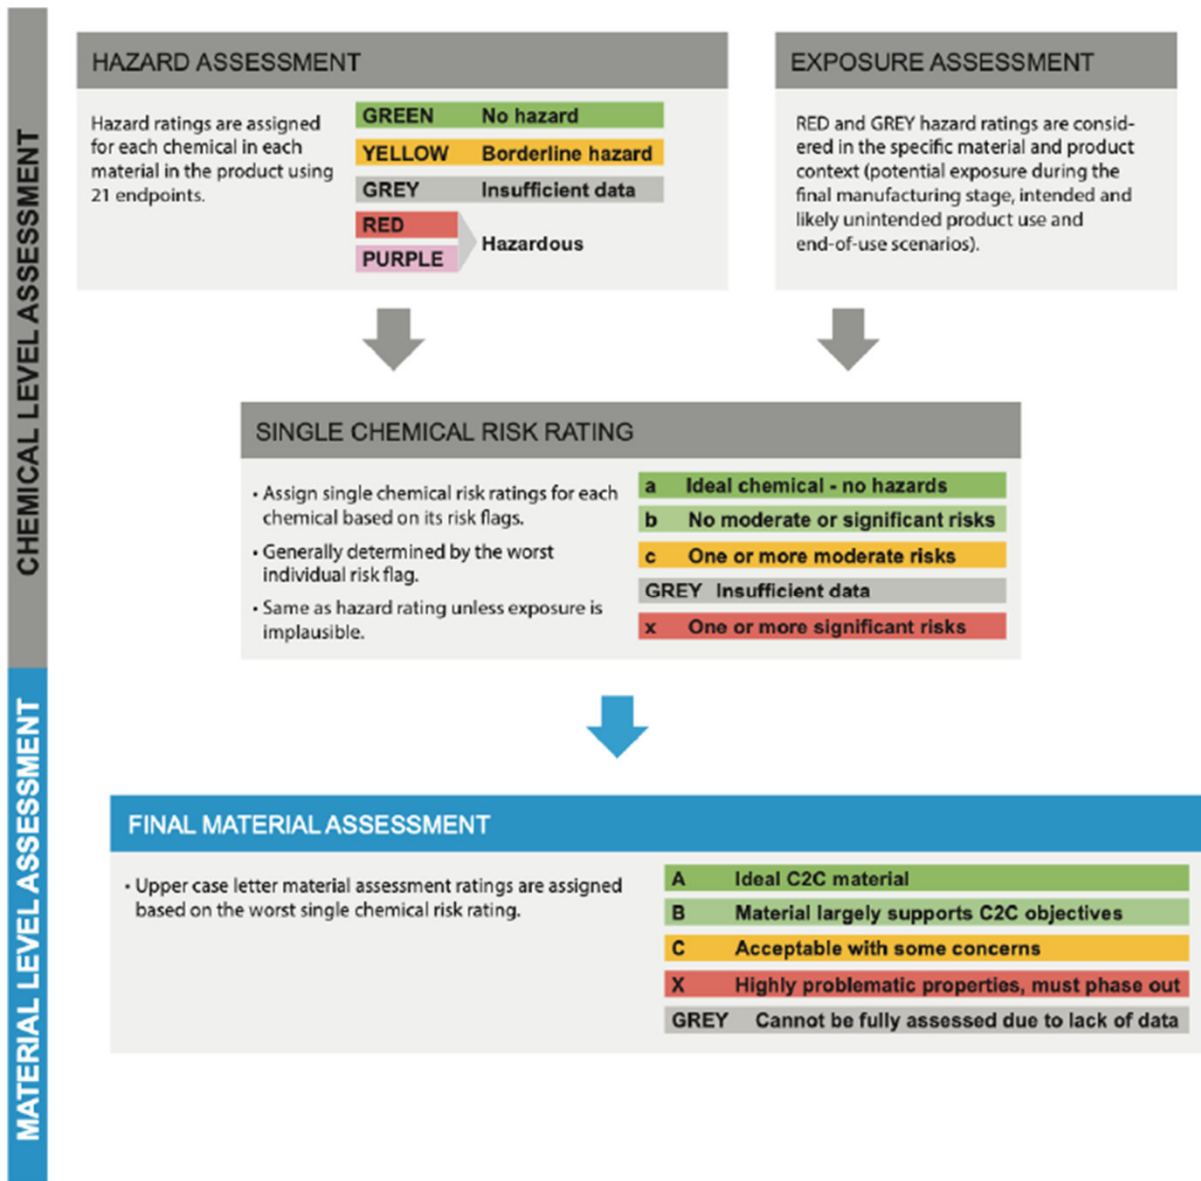 CHEMICAL LEVEL ASSESSMENT
HAZARD ASSESSMENT
Hazard ratings are assigned
for each chemical in each
material in the product using
21 endpoints.
GREEN No hazard
YELLOW Borderline hazard
GREY Insufficient data
RED
PURPLE
Hazardous
EXPOSURE ASSESSMENT
RED and GREY hazard ratings are consid-
ered in the specific material and product
context (potential exposure during the
final manufacturing stage, intended and
likely unintended product use and
end-of-use scenarios).
SINGLE CHEMICAL RISK RATING
• Assign single chemical risk ratings for each
chemical based on its risk flags.
• Generally determined by the worst
individual risk flag.
• Same as hazard rating unless exposure is
implausible.
a Ideal chemical - no hazards
b No moderate or significant risks
c One or more moderate risks
GREY Insufficient data
x One or more significant risks
MATERIAL LEVEL ASSESSMENT
FINAL MATERIAL ASSESSMENT
• Upper case letter material assessment ratings are assigned
based on the worst single chemical risk rating.
A Ideal C2C material
B Material largely supports C2C objectives
C Acceptable with some concerns
X Highly problematic properties, must phase out
GREY Cannot be fully assessed due to lack of data